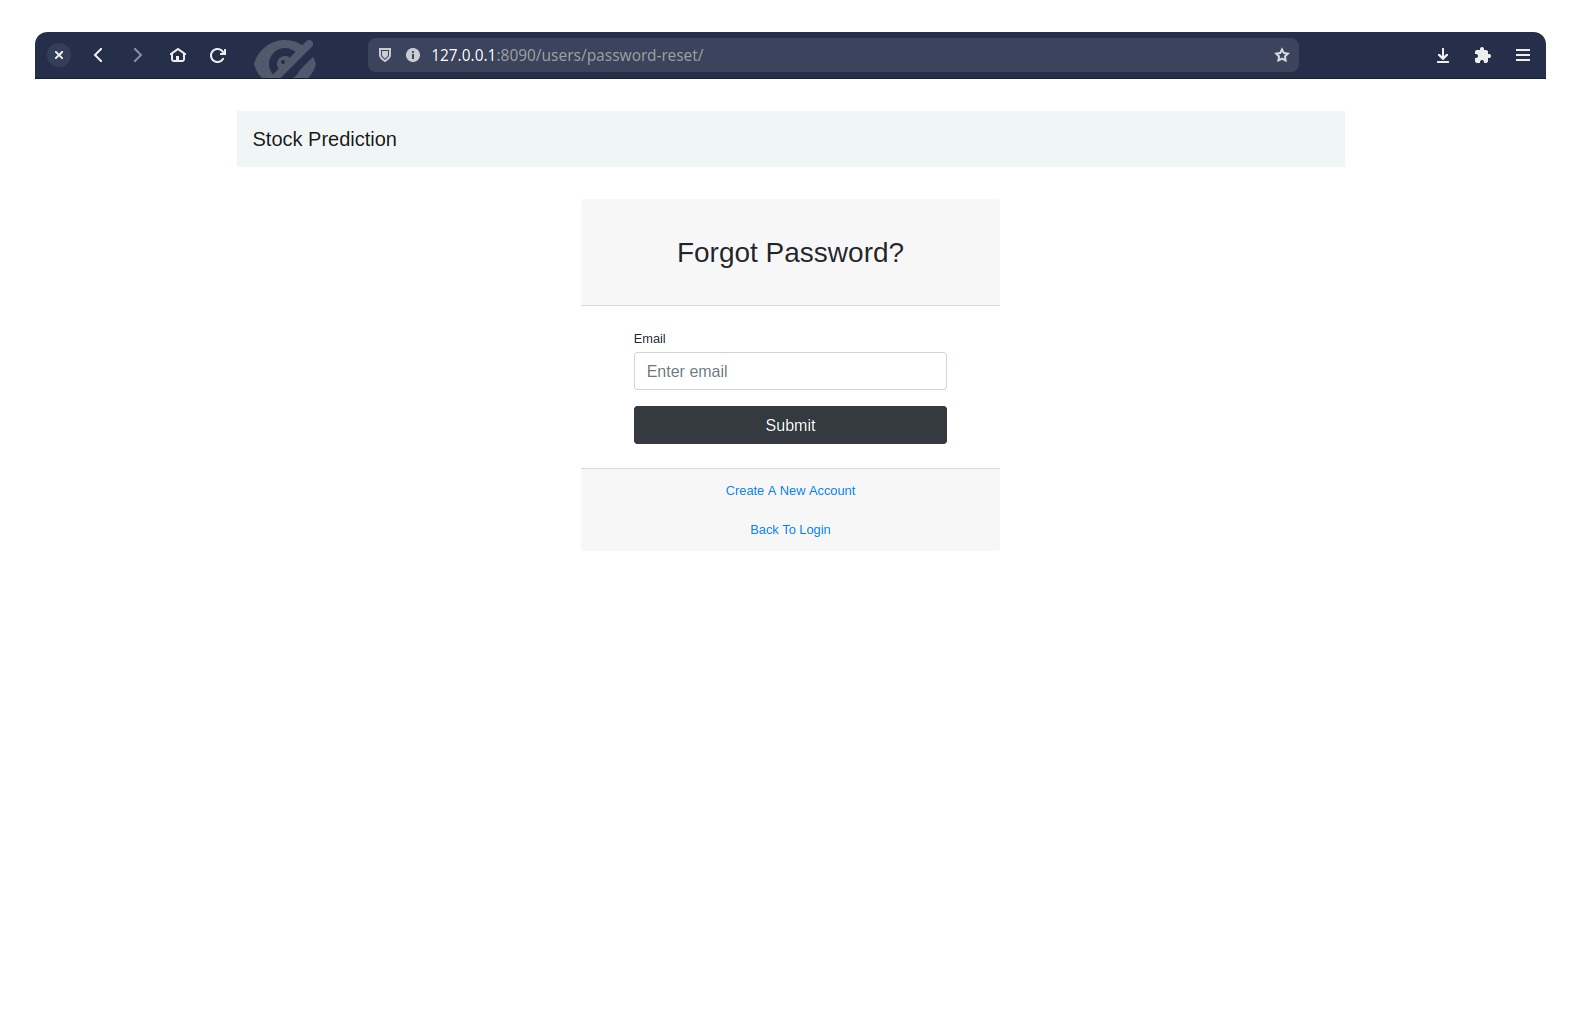 127.0.0.1:8090/users/password-reset/
Stock Prediction
Forgot Password?
Email
Enter email
Submit
Create A New Account
Back To Login